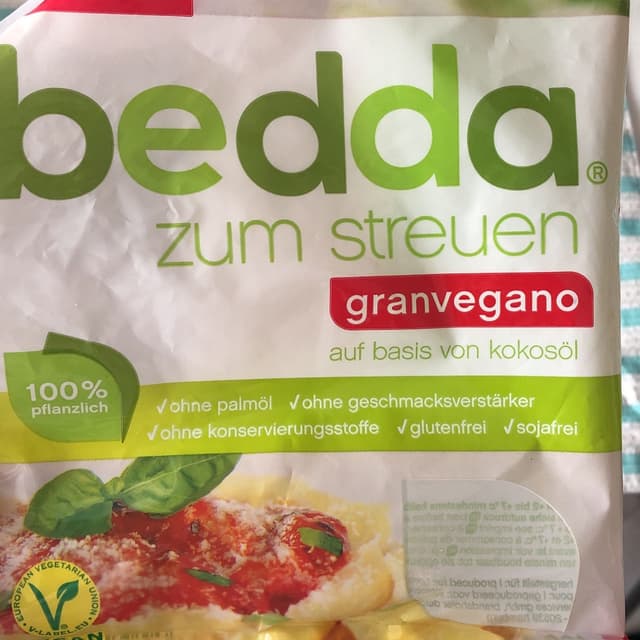 bedda®
zum streuen
granvegano
auf basis von kokosöl
100%
pflanzlich
✓ohne palmöl ✓ohne geschmacksverstärker
✓ohne konservierungsstoffe ✓glutenfrei ✓sojafrei
EUROPEAN VEGETARIAN UNION
V-LABEL.EU